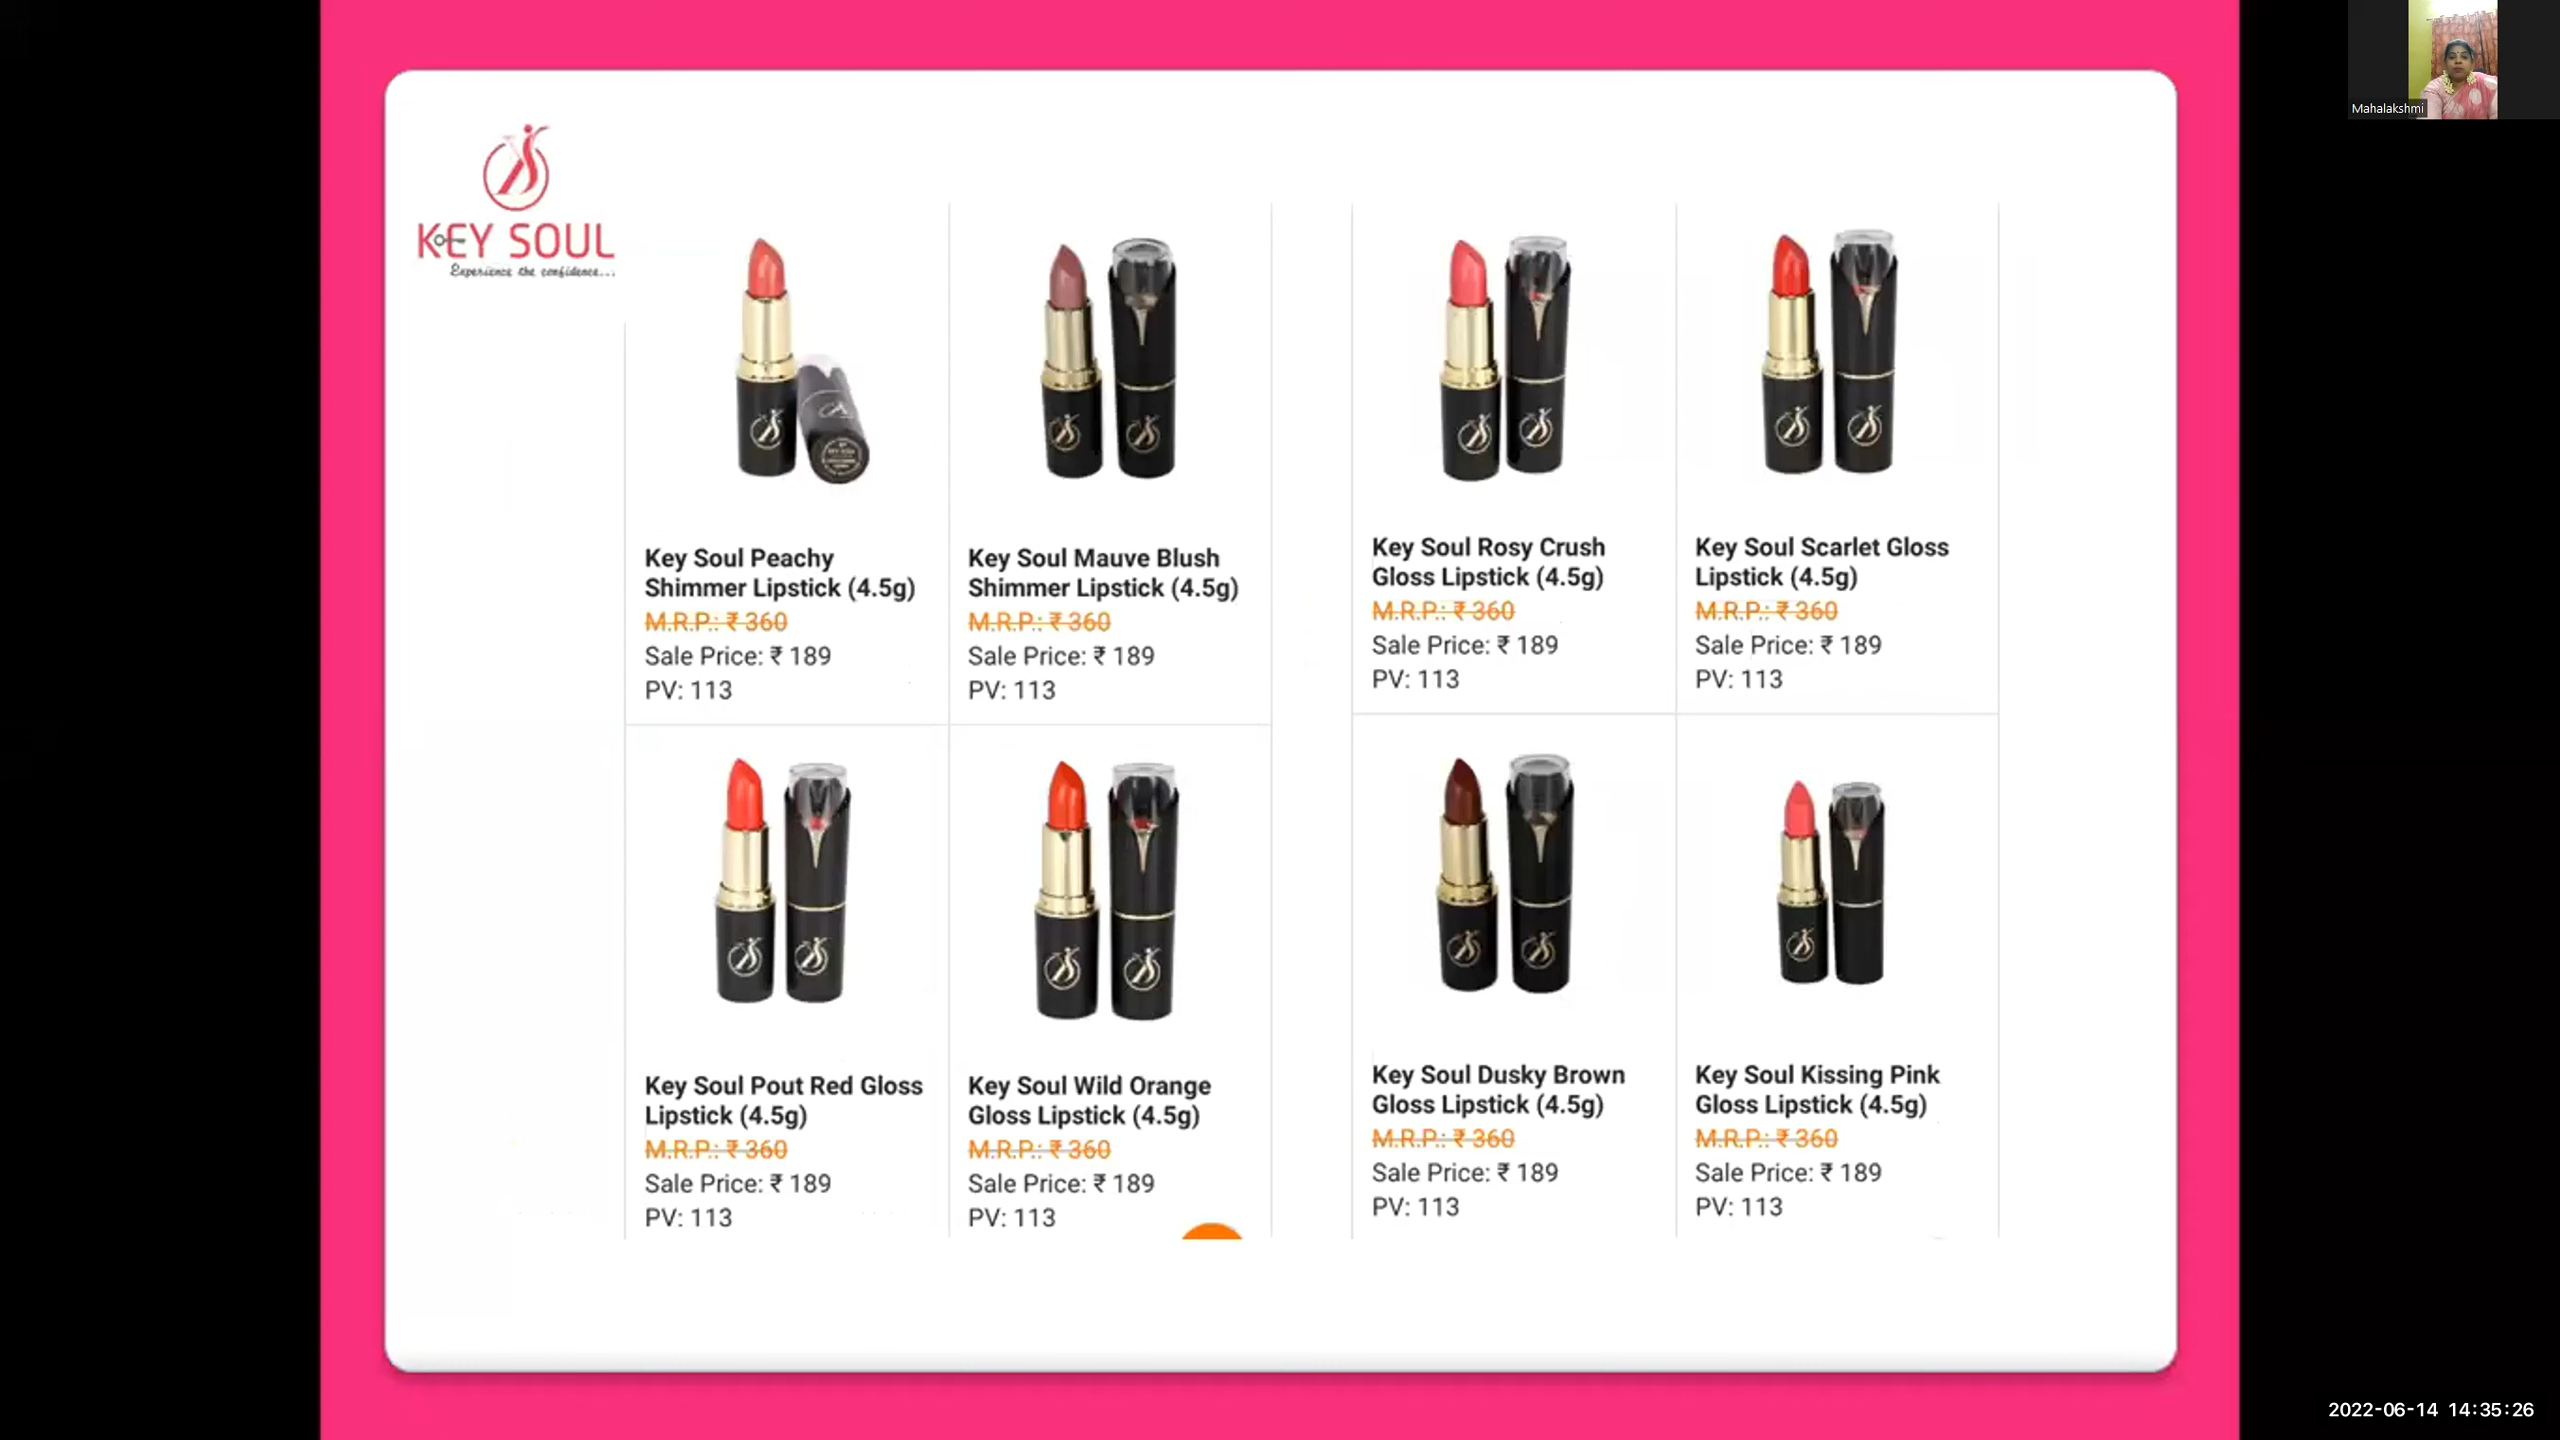 Mahalakshmi
KEY SOUL
Experience the confidence...
Key Soul Peachy
Shimmer Lipstick (4.5g)
M.R.P.: ₹ 360
Sale Price: ₹ 189
PV: 113
Key Soul Mauve Blush
Shimmer Lipstick (4.5g)
M.R.P.: ₹ 360
Sale Price: ₹ 189
PV: 113
Key Soul Rosy Crush
Gloss Lipstick (4.5g)
M.R.P.: ₹ 360
Sale Price: ₹ 189
PV: 113
Key Soul Scarlet Gloss
Lipstick (4.5g)
M.R.P.: ₹ 360
Sale Price: ₹ 189
PV: 113
Key Soul Pout Red Gloss
Lipstick (4.5g)
M.R.P.: ₹ 360
Sale Price: ₹ 189
PV: 113
Key Soul Wild Orange
Gloss Lipstick (4.5g)
M.R.P.: ₹ 360
Sale Price: ₹ 189
PV: 113
Key Soul Dusky Brown
Gloss Lipstick (4.5g)
M.R.P.: ₹ 360
Sale Price: ₹ 189
PV: 113
Key Soul Kissing Pink
Gloss Lipstick (4.5g)
M.R.P.: ₹ 360
Sale Price: ₹ 189
PV: 113
2022-06-14 14:35:26